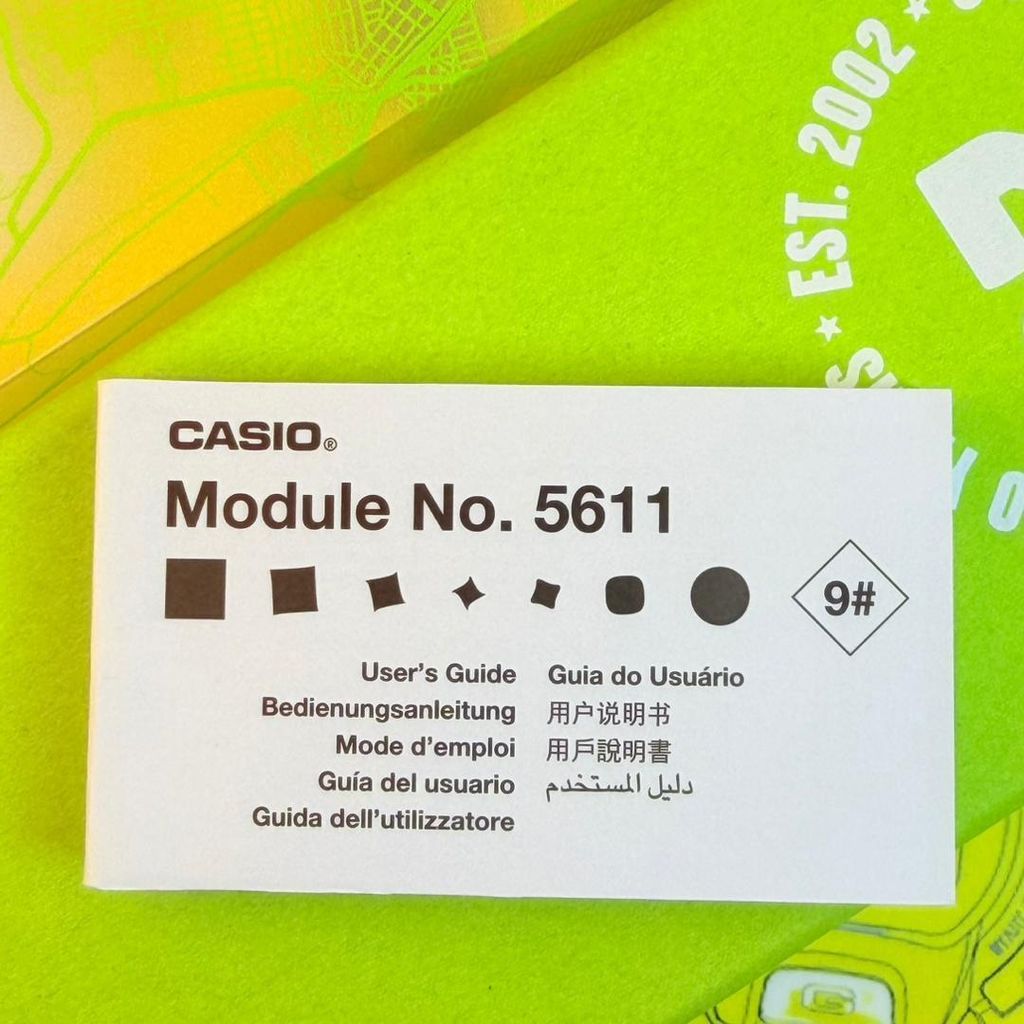 EST. 2002
CASIO®
Module No. 5611
9#
User's Guide
Bedienungsanleitung
Mode d'emploi
Guía del usuario
Guida dell'utilizzatore
Guia do Usuário
用户说明书
用戶說明書
دليل المستخدم
G